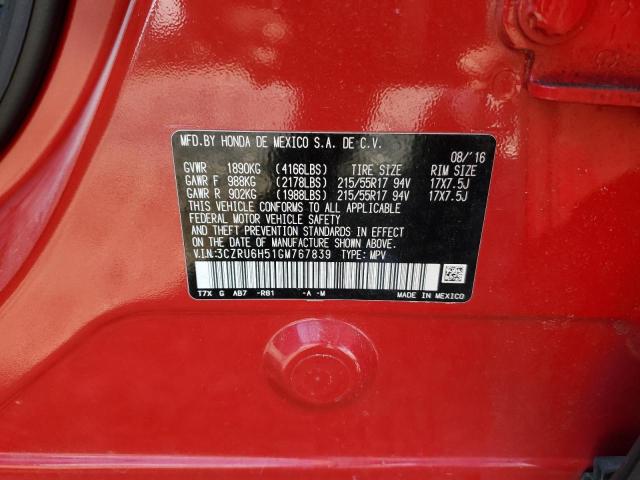 MFD.BY HONDA DE MEXICO S.A. DE C.V.
08/'16
GVWR 1890KG (4166LBS) TIRE SIZE RIM SIZE
GAWR F 988KG (2178LBS) 215/55R17 94V 17X7.5J
GAWR R 902KG (1988LBS) 215/55R17 94V 17X7.5J
THIS VEHICLE CONFORMS TO ALL APPLICABLE
FEDERAL MOTOR VEHICLE SAFETY
AND THEFT PREVENTION STANDARDS IN EFFECT ON
THE DATE OF MANUFACTURE SHOWN ABOVE.
V.I.N:3CZRU6H51GM767839 TYPE: MPV
T7X G AB7 -R81 -A -M MADE IN MEXICO